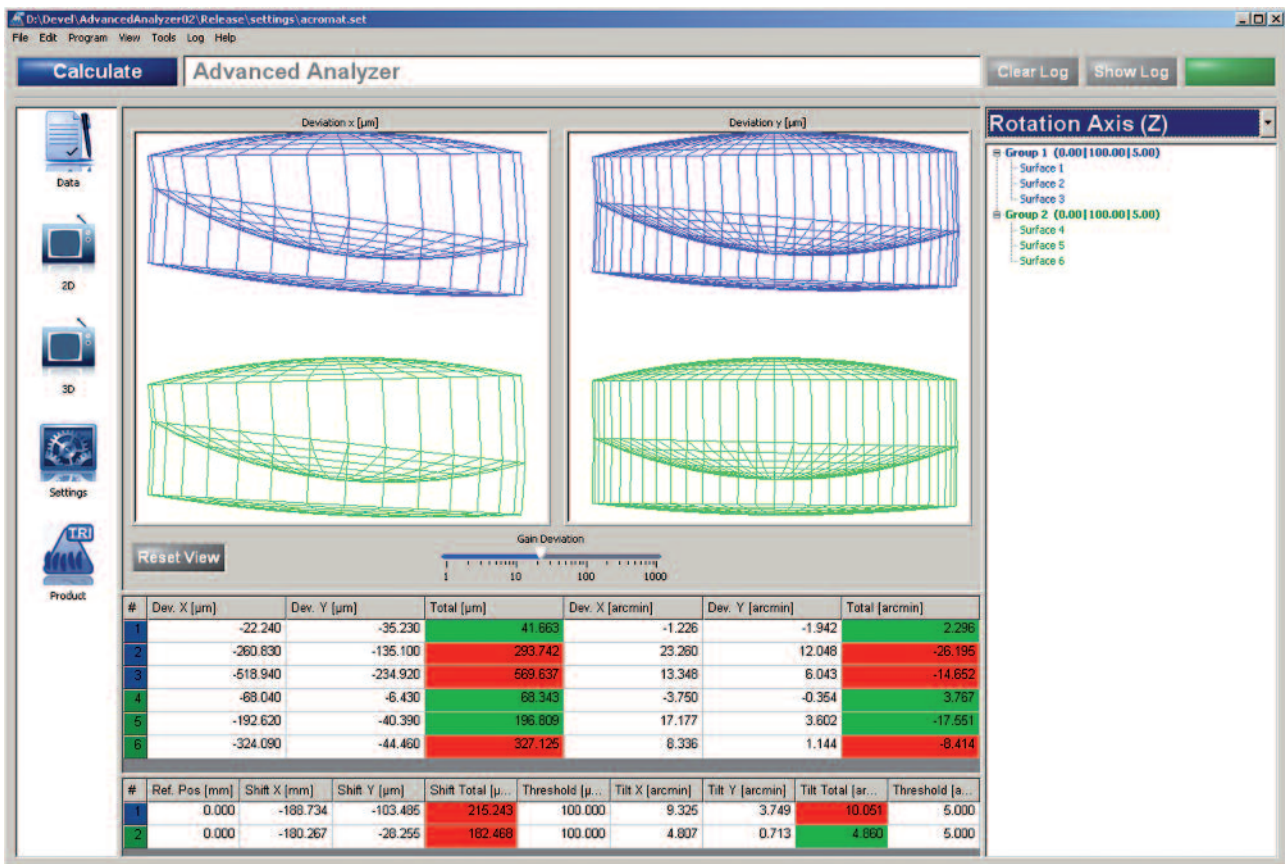 D:\Devel\AdvancedAnalyzer02\Release\settings\acromat.set
File Edit Program View Tools Log Help
Calculate Advanced Analyzer Clear Log Show Log
Data
2D
3D
Settings
TRI
Product
Deviation x [µm] Deviation y [µm]
Rotation Axis (Z)
Group 1 (0.00|100.00|5.00)
Surface 1
Surface 2
Surface 3
Group 2 (0.00|100.00|5.00)
Surface 4
Surface 5
Surface 6
Reset View
Gain Deviation
1 10 100 1000
# Dev. X [µm] Dev. Y [µm] Total [µm] Dev. X [arcmin] Dev. Y [arcmin] Total [arcmin]
1 -22.240 -35.230 41.663 -1.226 -1.942 2.296
2 -260.830 -135.100 293.742 23.260 12.048 -26.195
3 -518.940 -234.920 569.637 13.348 6.043 -14.652
4 -68.040 -6.430 68.343 -3.750 -0.354 3.767
5 -192.620 -40.390 196.809 17.177 3.602 -17.551
6 -324.090 -44.460 327.125 8.336 1.144 -8.414
# Ref. Pos [mm] Shift X [mm] Shift Y [µm] Shift Total [µ... Threshold [µ... Tilt X [arcmin] Tilt Y [arcmin] Tilt Total [ar... Threshold [a...
1 0.000 -188.734 -103.485 215.243 100.000 9.325 3.749 10.051 5.000
2 0.000 -180.267 -28.255 182.468 100.000 4.807 0.713 4.860 5.000